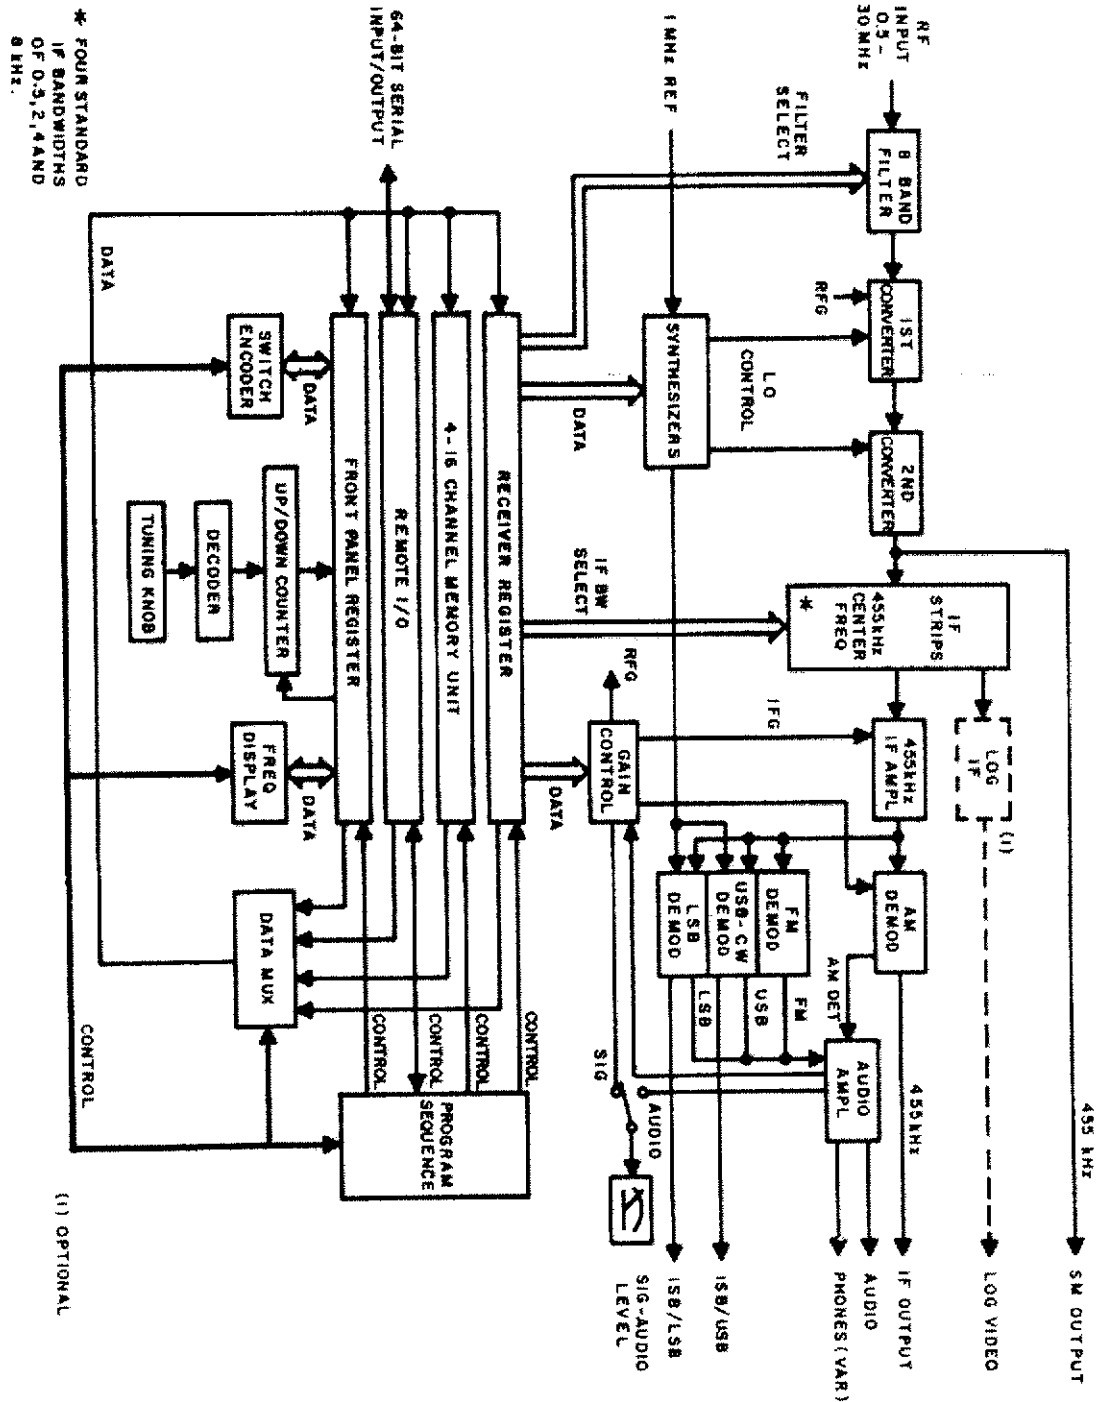 455 kHz
SM OUTPUT
(1)
LOG
IF
LOG VIDEO
RF
INPUT
0.5-
30 MHz
8 BAND
FILTER
1ST
CONVERTER
2ND
CONVERTER
IF
STRIPS
455kHz
CENTER
FREQ
*
455kHz
IF AMPL
AM
DEMOD
455 kHz
IF OUTPUT
RFG
AM DET
AUDIO
AMPL
AUDIO
PHONES (VAR)
FILTER
SELECT
LO
CONTROL
IFG
FM
DEMOD
USB-CW
DEMOD
LSB
DEMOD
FM
USB
LSB
ISB/USB
ISB/LSB
1 MHz REF
SYNTHESIZERS
GAIN
CONTROL
RFG
AUDIO
SIG
SIG-AUDIO
LEVEL
DATA
IF BW
SELECT
DATA
RECEIVER REGISTER
4-16 CHANNEL MEMORY UNIT
REMOTE I/O
FRONT PANEL REGISTER
CONTROL
CONTROL
CONTROL
CONTROL
PROGRAM
SEQUENCE
64-BIT SERIAL
INPUT/OUTPUT
DATA
DATA
SWITCH
ENCODER
UP/DOWN COUNTER
DECODER
TUNING KNOB
FREQ
DISPLAY
DATA MUX
DATA
CONTROL
* FOUR STANDARD
IF BANDWIDTHS
OF 0.5, 2, 4 AND
8 kHz.
(1) OPTIONAL